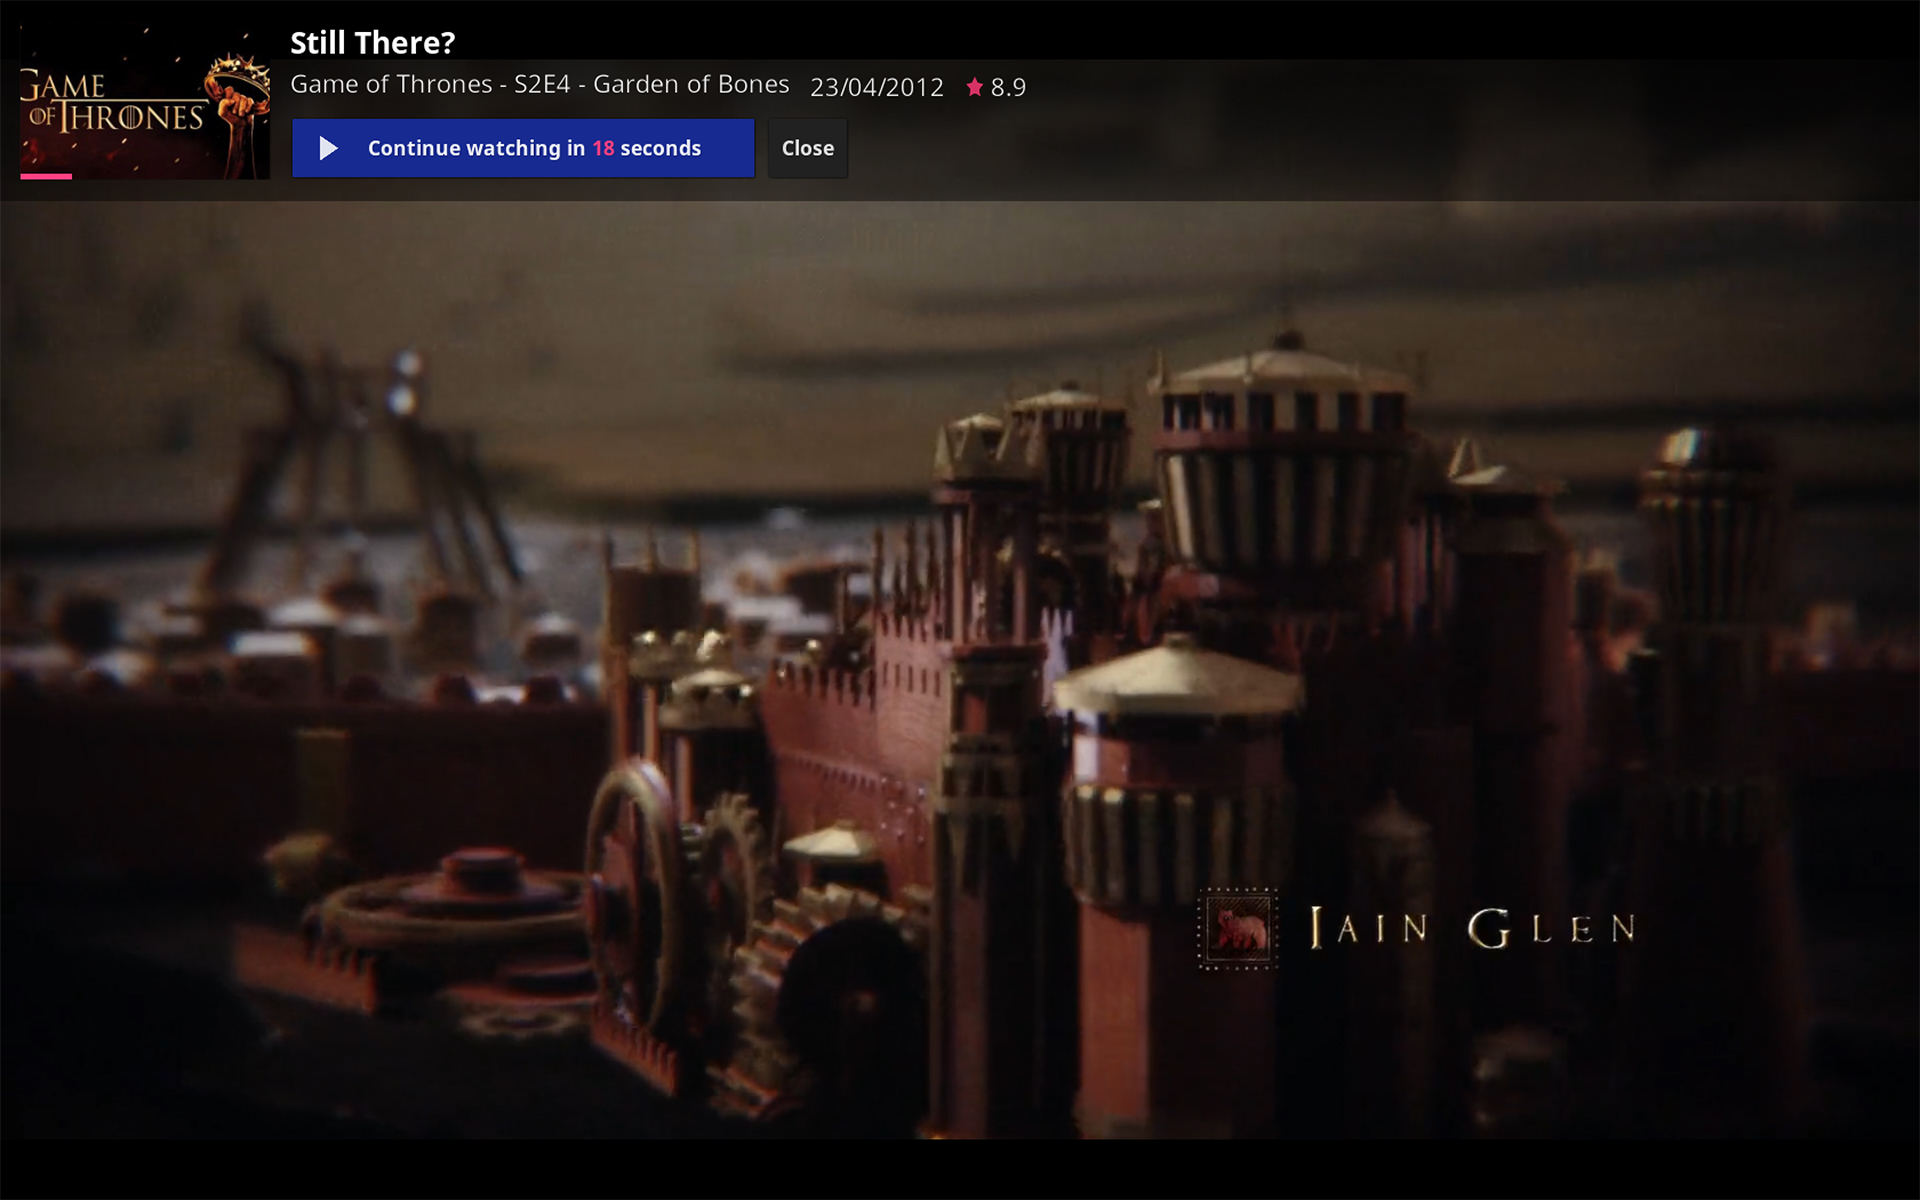 GAME
OF THRONES
Still There?
Game of Thrones - S2E4 - Garden of Bones 23/04/2012 8.9
Continue watching in 18 seconds Close
IAIN GLEN